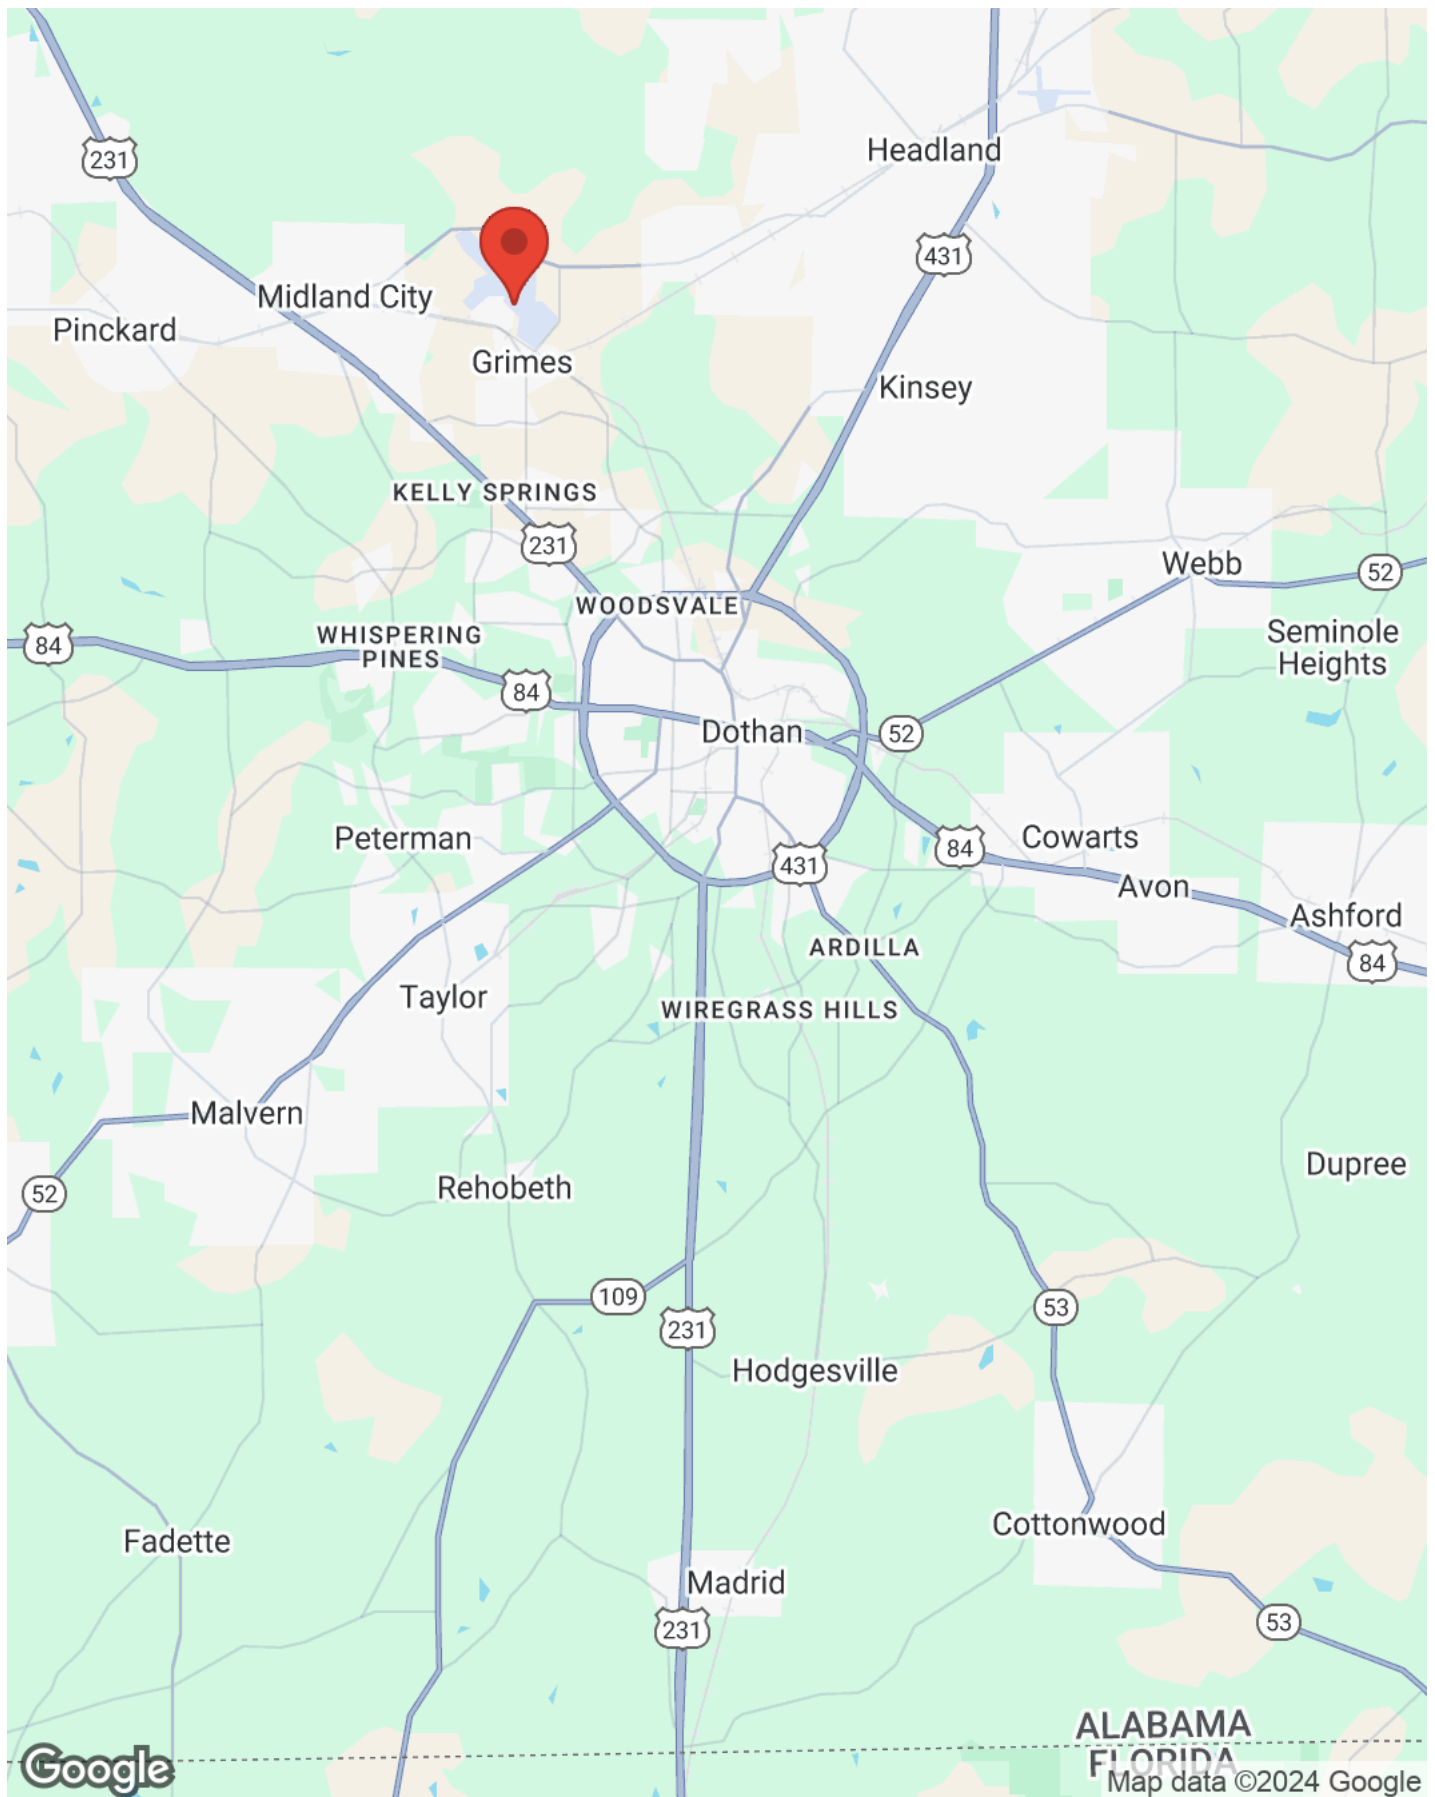 231
Headland
431
Midland City
Pinckard
Grimes
Kinsey
KELLY SPRINGS
231
Webb
52
WOODSVALE
84
WHISPERING
PINES
Seminole
Heights
84
Dothan
52
Peterman
431
84
Cowarts
Avon
Ashford
ARDILLA
84
Taylor
WIREGRASS HILLS
Malvern
Dupree
52
Rehobeth
109
53
231
Hodgesville
Cottonwood
Fadette
Madrid
231
53
ALABAMA
FLORIDA
Google
Map data ©2024 Google